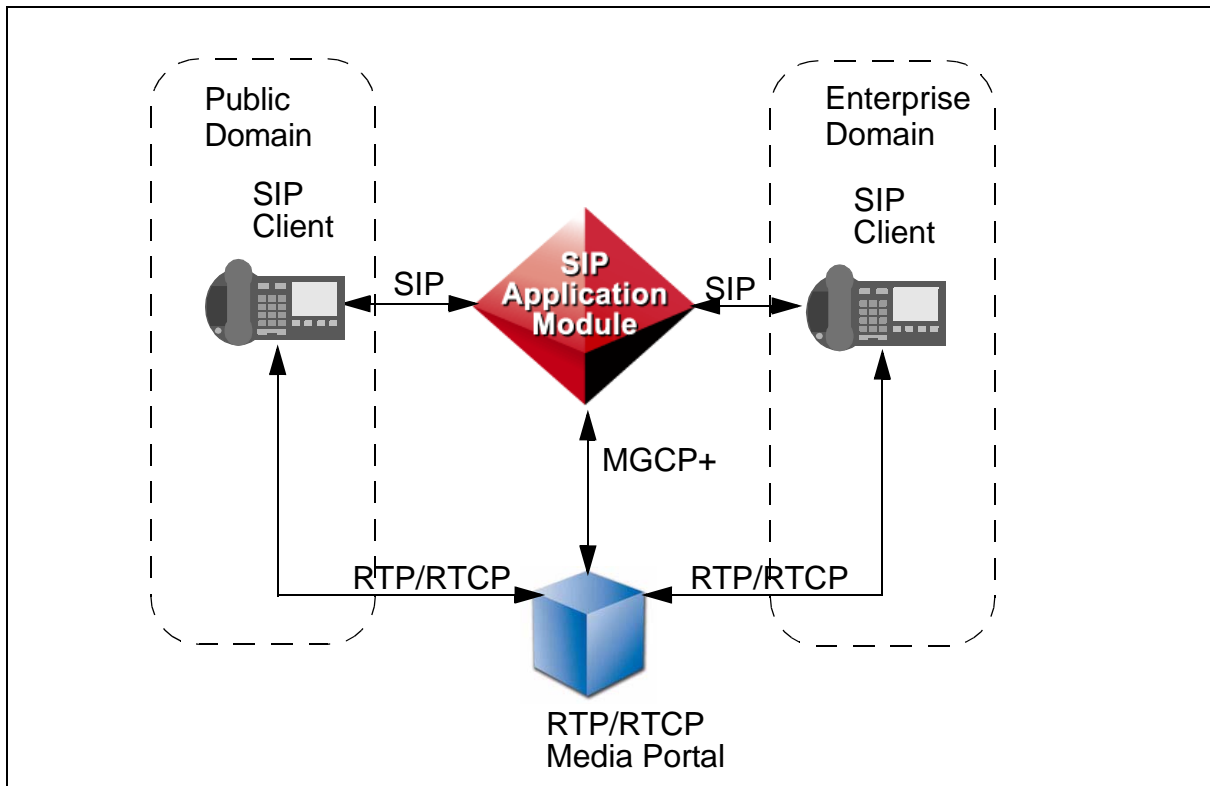 Public
Domain
Enterprise
Domain
SIP
Client
SIP
Client
SIP
SIP
Application
Module
SIP
MGCP+
RTP/RTCP
RTP/RTCP
RTP/RTCP
Media Portal